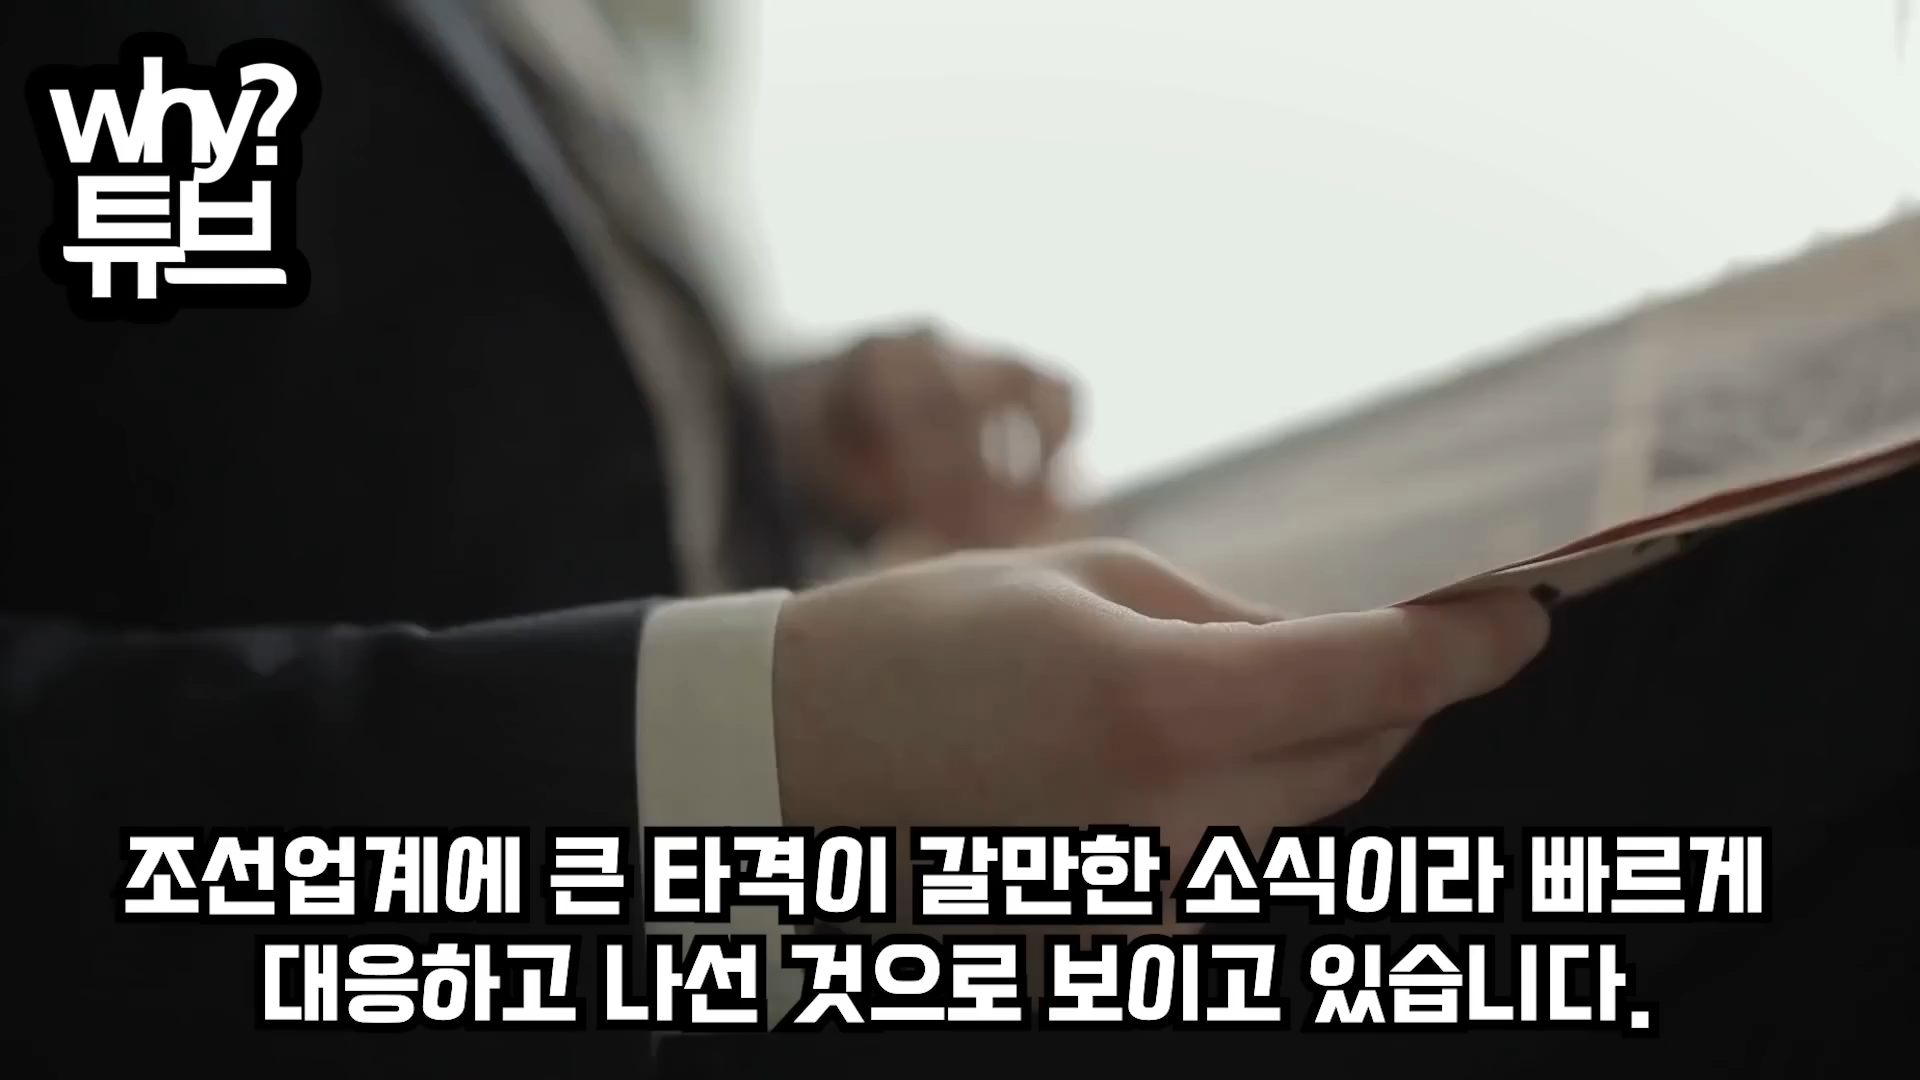 why?
튜브
조선업계에 큰 타격이 갈만한 소식이라 빠르게
대응하고 나선 것으로 보이고 있습니다.